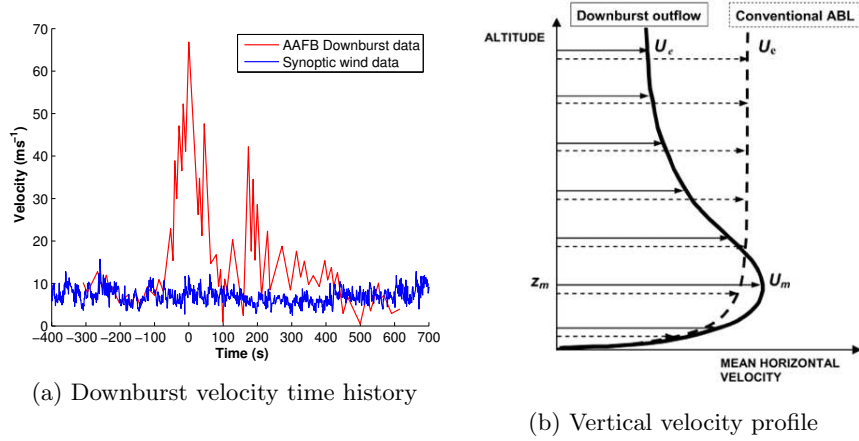 Velocity (ms⁻¹)
70
60
50
40
30
20
10
0
AAFB Downburst data
Synoptic wind data
−400 −300 −200 −100 0 100 200 300 400 500 600 700
Time (s)
(a) Downburst velocity time history
Downburst outflow Conventional ABL
ALTITUDE
Ue Ue
zm Um
MEAN HORIZONTAL
VELOCITY
(b) Vertical velocity profile